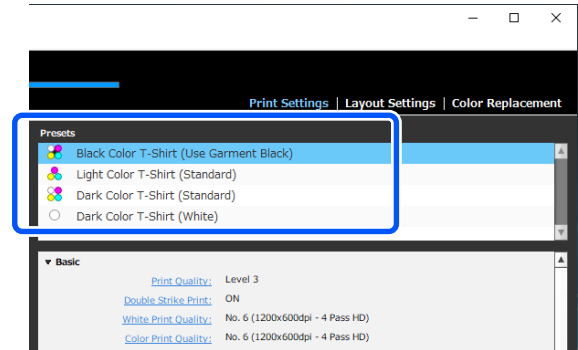 Print Settings | Layout Settings | Color Replacement
Presets
Black Color T-Shirt (Use Garment Black)
Light Color T-Shirt (Standard)
Dark Color T-Shirt (Standard)
Dark Color T-Shirt (White)
▼ Basic
Print Quality: Level 3
Double Strike Print: ON
White Print Quality: No. 6 (1200x600dpi - 4 Pass HD)
Color Print Quality: No. 6 (1200x600dpi - 4 Pass HD)